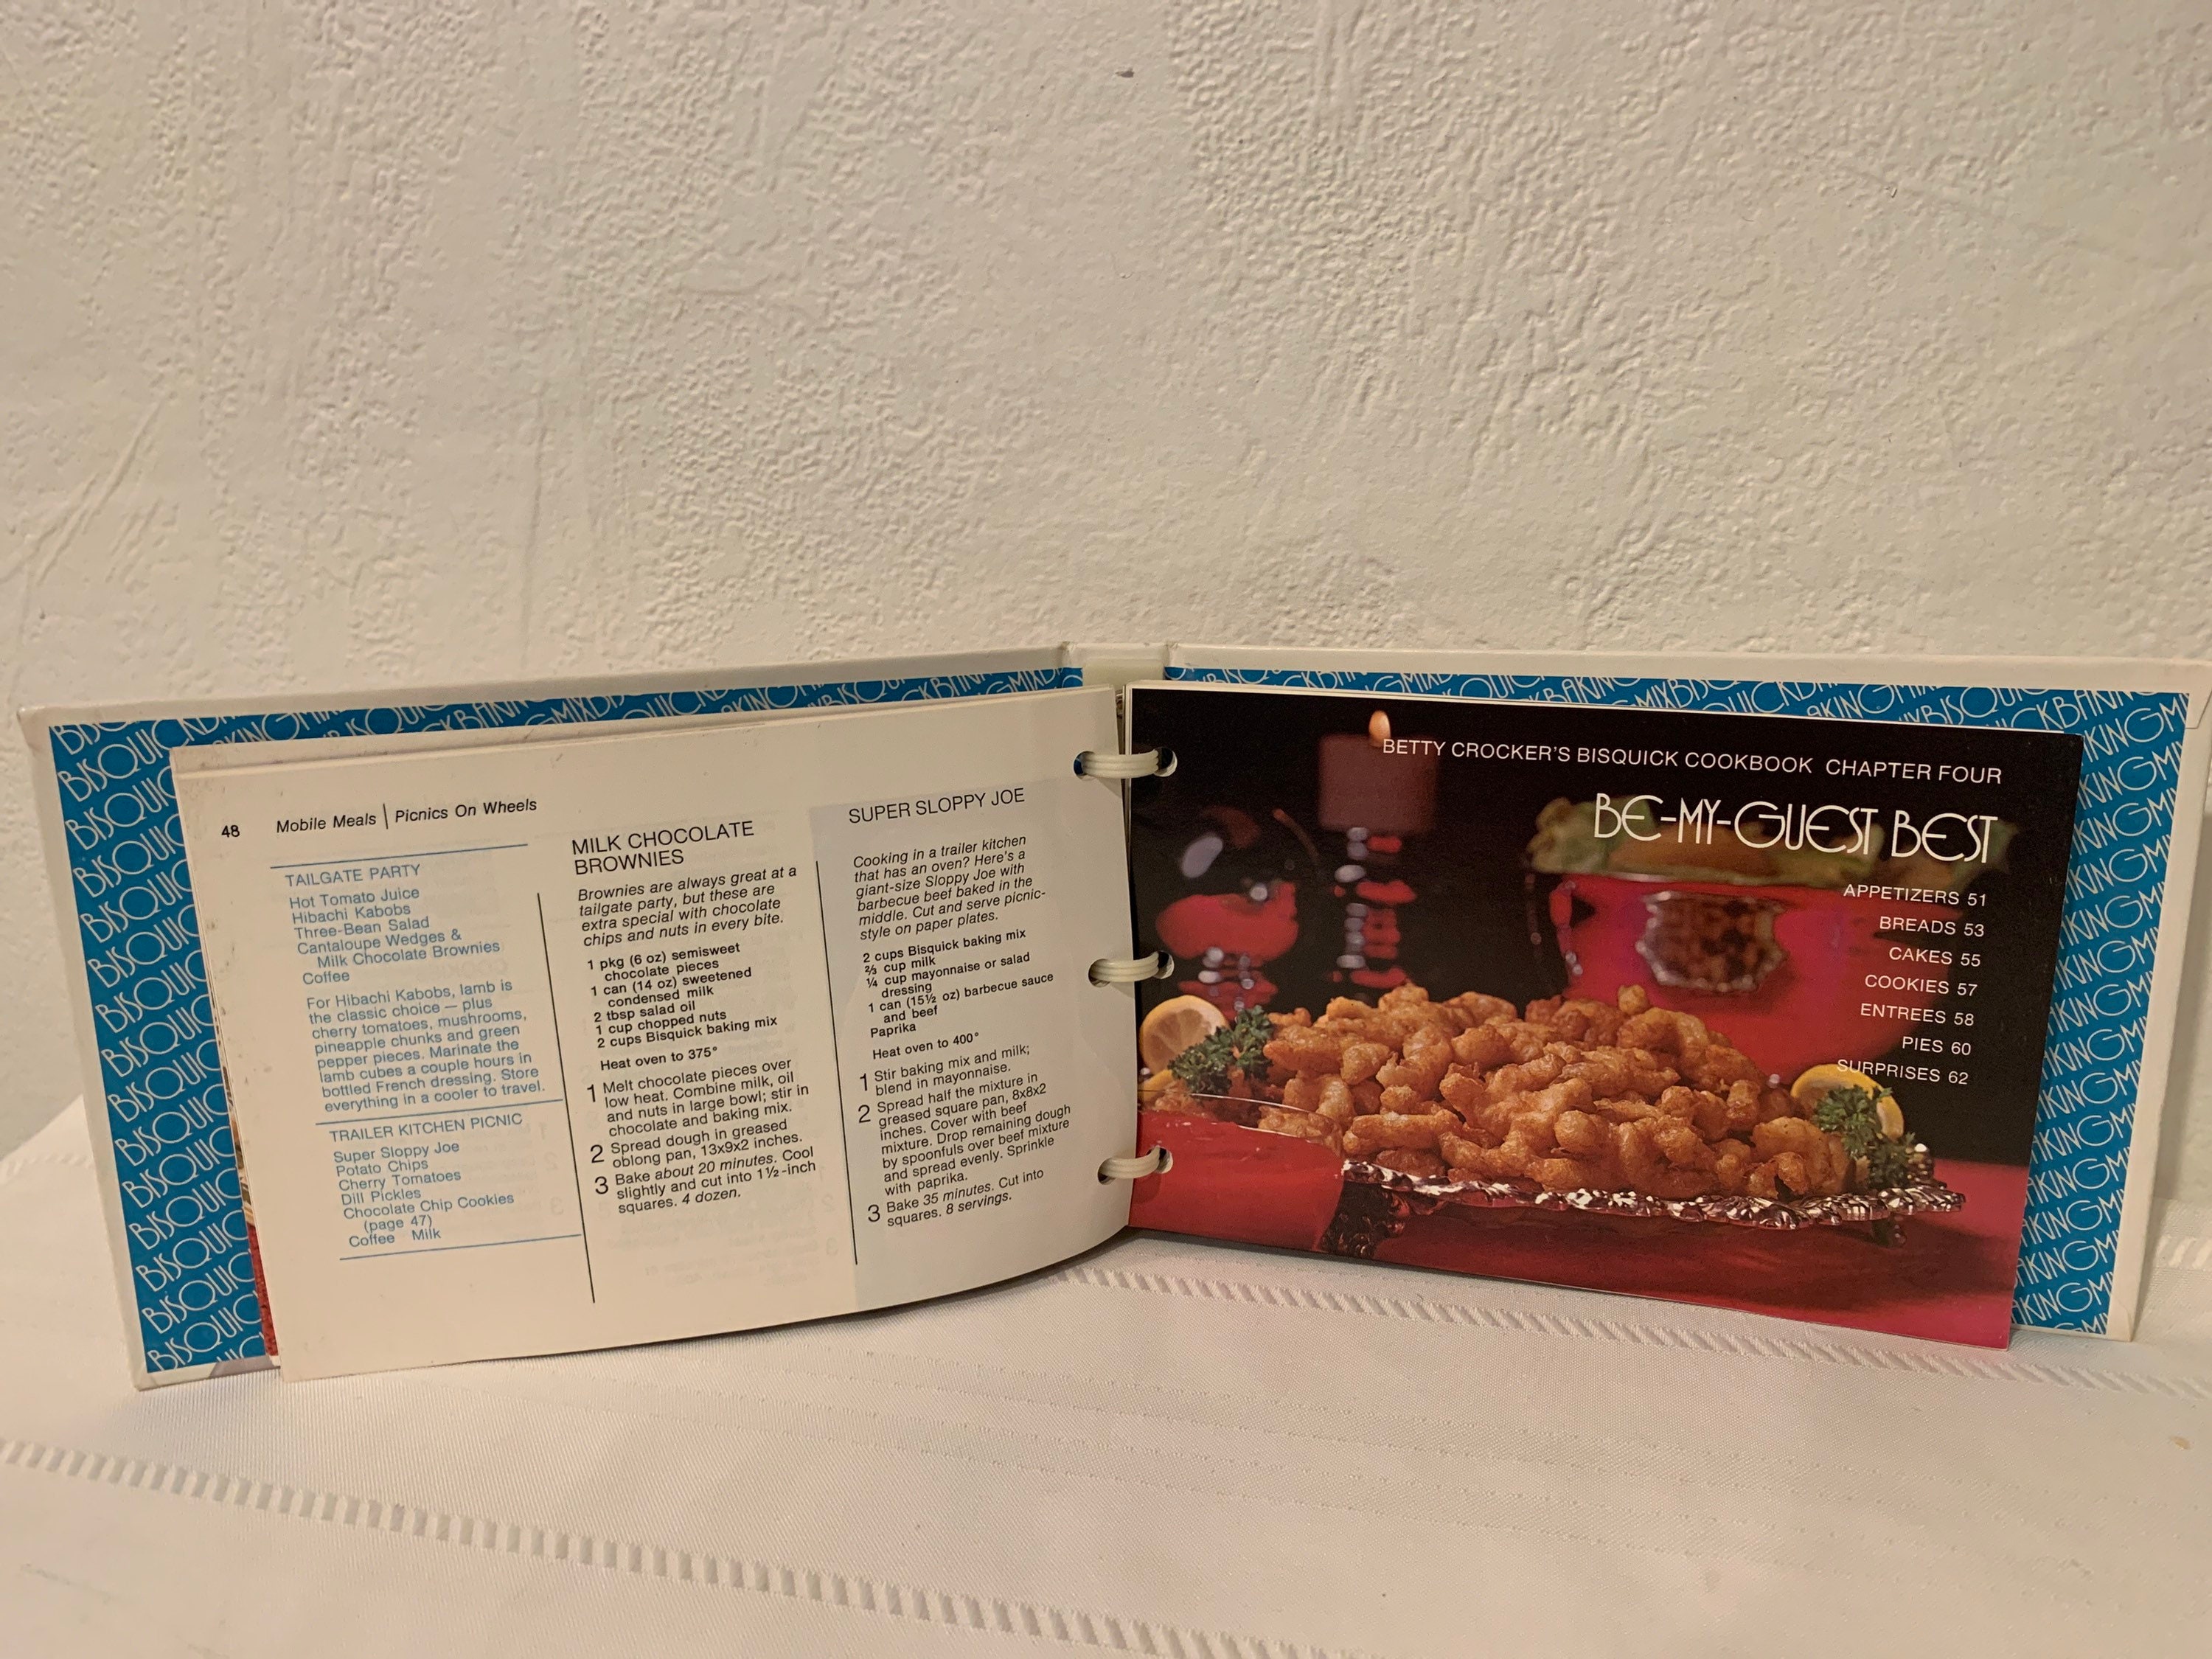 48 Mobile Meals | Picnics On Wheels
TAILGATE PARTY
Hot Tomato Juice
Hibachi Kabobs
Three-Bean Salad
Cantaloupe Wedges &
Milk Chocolate Brownies
Coffee
For Hibachi Kabobs, lamb is
the classic choice — plus
cherry tomatoes, mushrooms,
pineapple chunks and green
pepper pieces. Marinate the
lamb cubes a couple hours in
bottled French dressing. Store
everything in a cooler to travel.
TRAILER KITCHEN PICNIC
Super Sloppy Joe
Potato Chips
Cherry Tomatoes
Dill Pickles
Chocolate Chip Cookies
(page 47)
Coffee Milk
MILK CHOCOLATE
BROWNIES
Brownies are always great at a
tailgate party, but these are
extra special with chocolate
chips and nuts in every bite.
1 pkg (6 oz) semisweet
chocolate pieces
1 can (14 oz) sweetened
condensed milk
2 tbsp salad oil
1 cup chopped nuts
2 cups Bisquick baking mix
Heat oven to 375°
1 Melt chocolate pieces over
low heat. Combine milk, oil
and nuts in large bowl; stir in
chocolate and baking mix.
2 Spread dough in greased
oblong pan, 13x9x2 inches.
3 Bake about 20 minutes. Cool
slightly and cut into 1½-inch
squares. 4 dozen.
SUPER SLOPPY JOE
Cooking in a trailer kitchen
that has an oven? Here's a
giant-size Sloppy Joe with
barbecue beef baked in the
middle. Cut and serve picnic-
style on paper plates.
2 cups Bisquick baking mix
⅔ cup milk
¼ cup mayonnaise or salad
dressing
1 can (15½ oz) barbecue sauce
and beef
Paprika
Heat oven to 400°
1 Stir baking mix and milk;
blend in mayonnaise.
2 Spread half the mixture in
greased square pan, 8x8x2
inches. Cover with beef
mixture. Drop remaining dough
by spoonfuls over beef mixture
and spread evenly. Sprinkle
with paprika.
3 Bake 35 minutes. Cut into
squares. 8 servings.
BETTY CROCKER'S BISQUICK COOKBOOK CHAPTER FOUR
BE-MY-GUEST BEST
APPETIZERS 51
BREADS 53
CAKES 55
COOKIES 57
ENTREES 58
PIES 60
SURPRISES 62